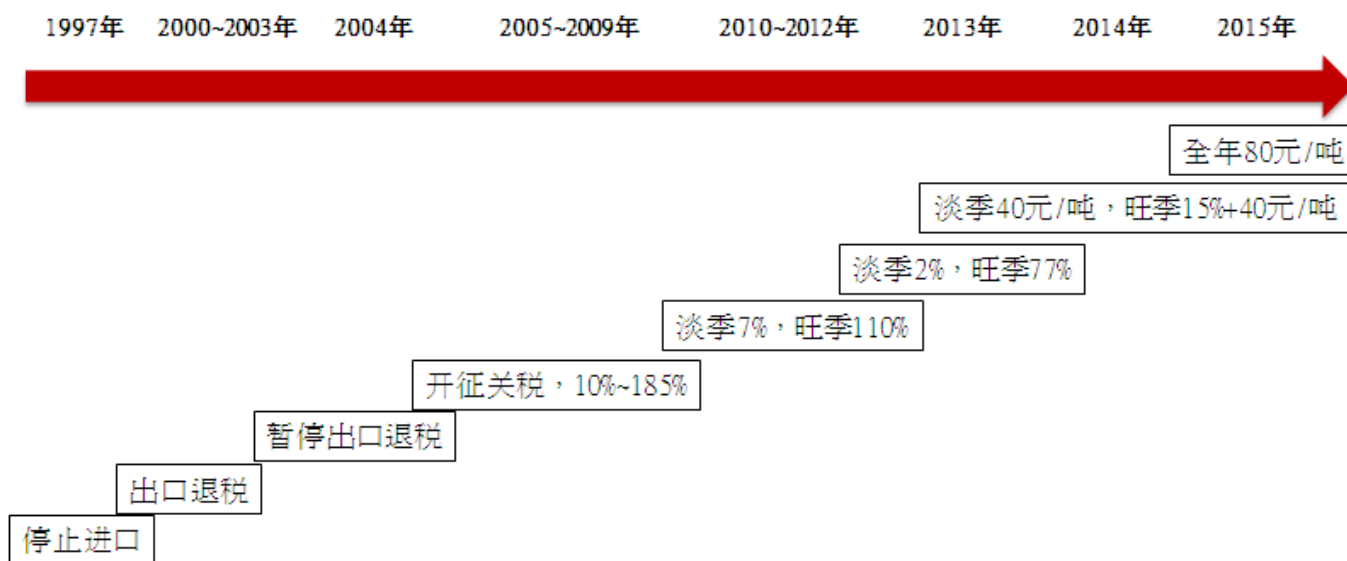 1997年 2000~2003年 2004年 2005~2009年 2010~2012年 2013年 2014年 2015年
全年80元/吨
淡季40元/吨，旺季15%+40元/吨
淡季2%，旺季77%
淡季7%，旺季110%
开征关税，10%~185%
暂停出口退税
出口退税
停止进口